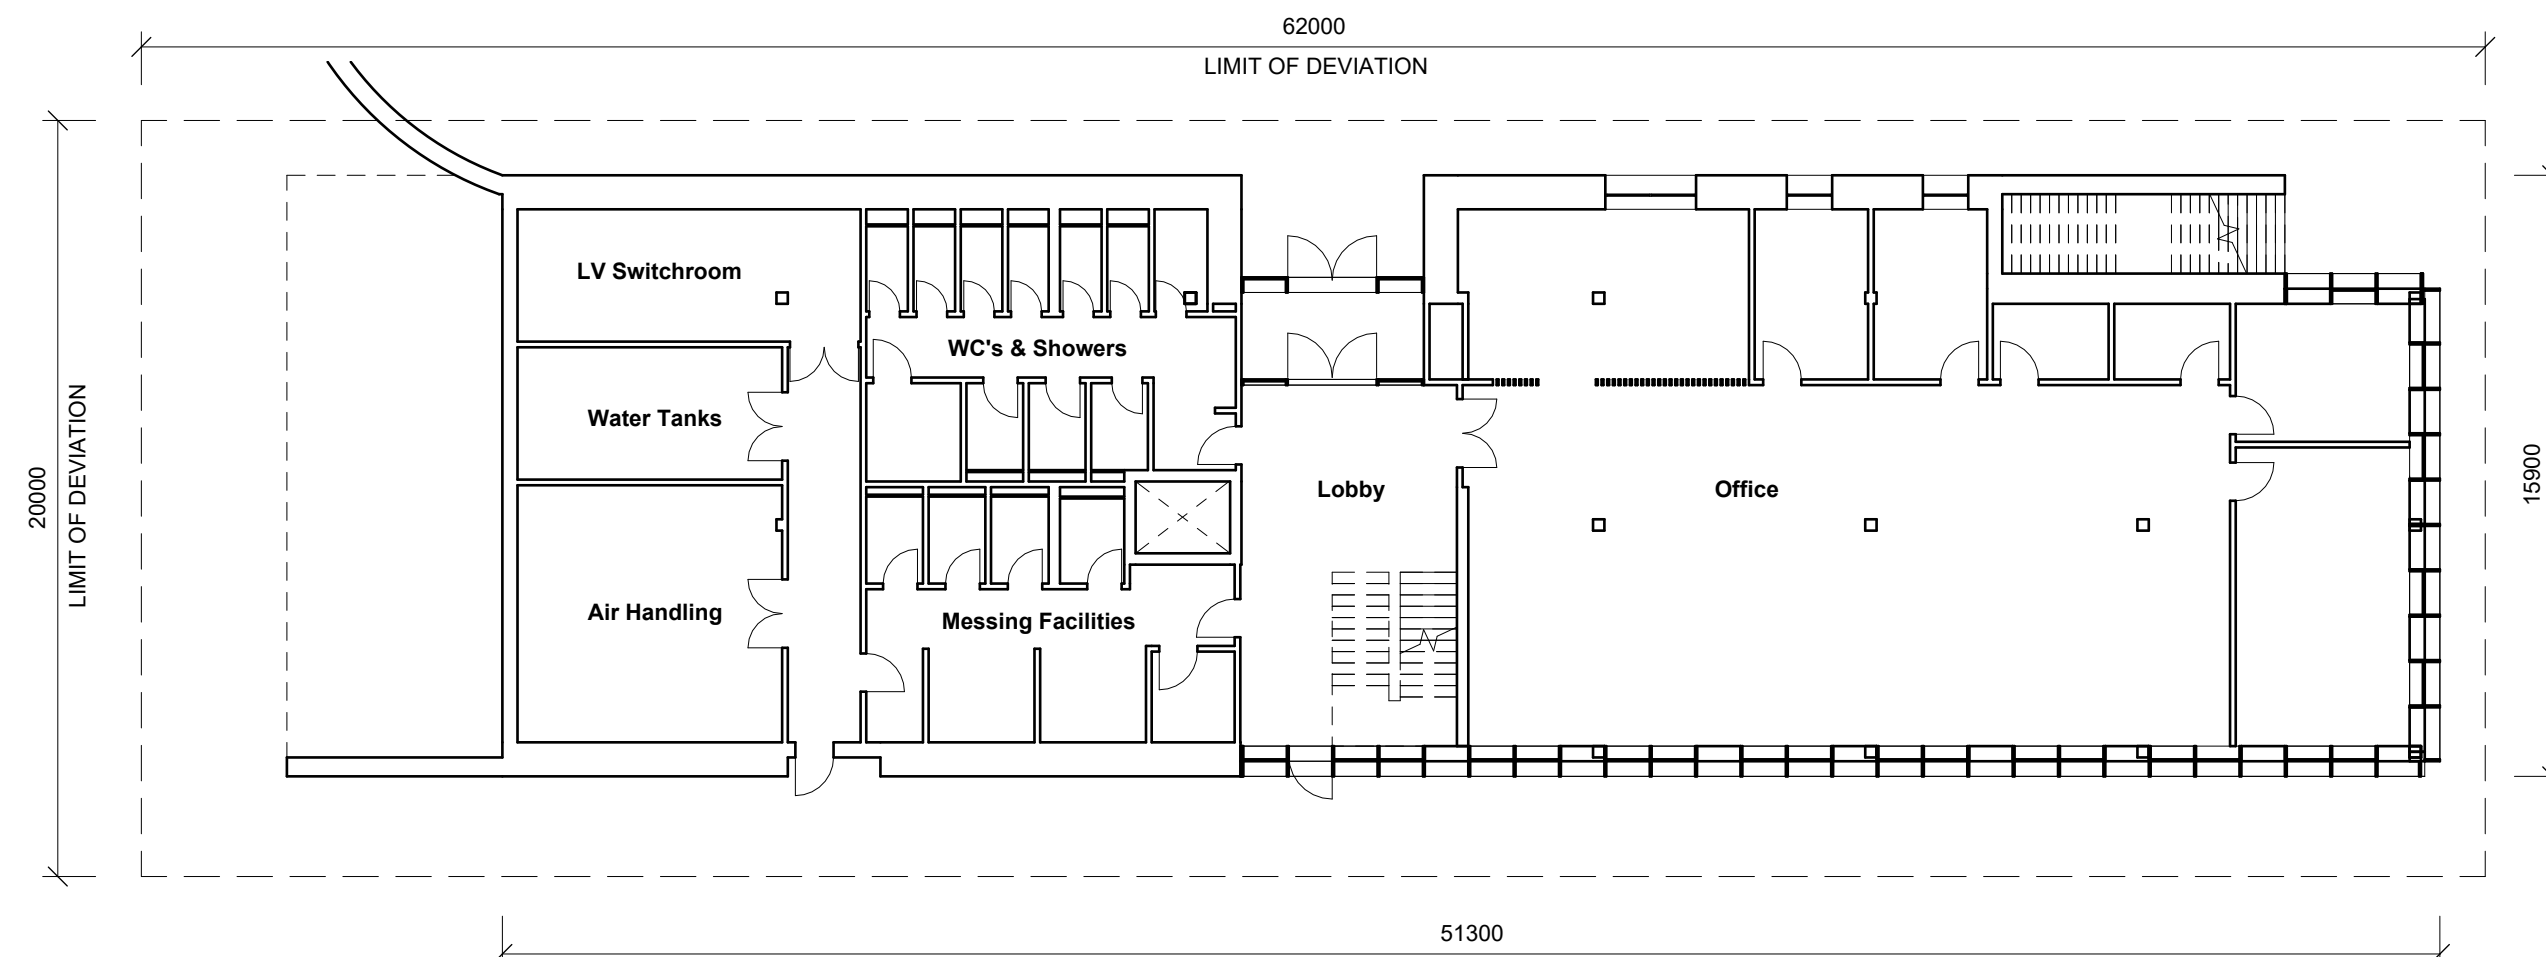 62000
LIMIT OF DEVIATION
LV Switchroom
WC's & Showers
Water Tanks
20000
LIMIT OF DEVIATION
15900
Lobby
Office
Air Handling
Messing Facilities
51300